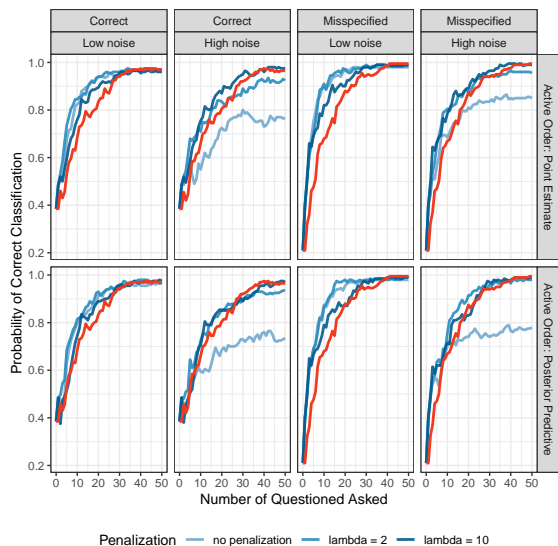 Correct Correct Misspecified Misspecified
Low noise High noise Low noise High noise
1.0
0.8
0.6
0.4
0.2
Active Order: Point Estimate
1.0
0.8
0.6
0.4
0.2
Active Order: Posterior Predictive
Probability of Correct Classification
0 10 20 30 40 50 0 10 20 30 40 50 0 10 20 30 40 50 0 10 20 30 40 50
Number of Questioned Asked
Penalization no penalization lambda = 2 lambda = 10